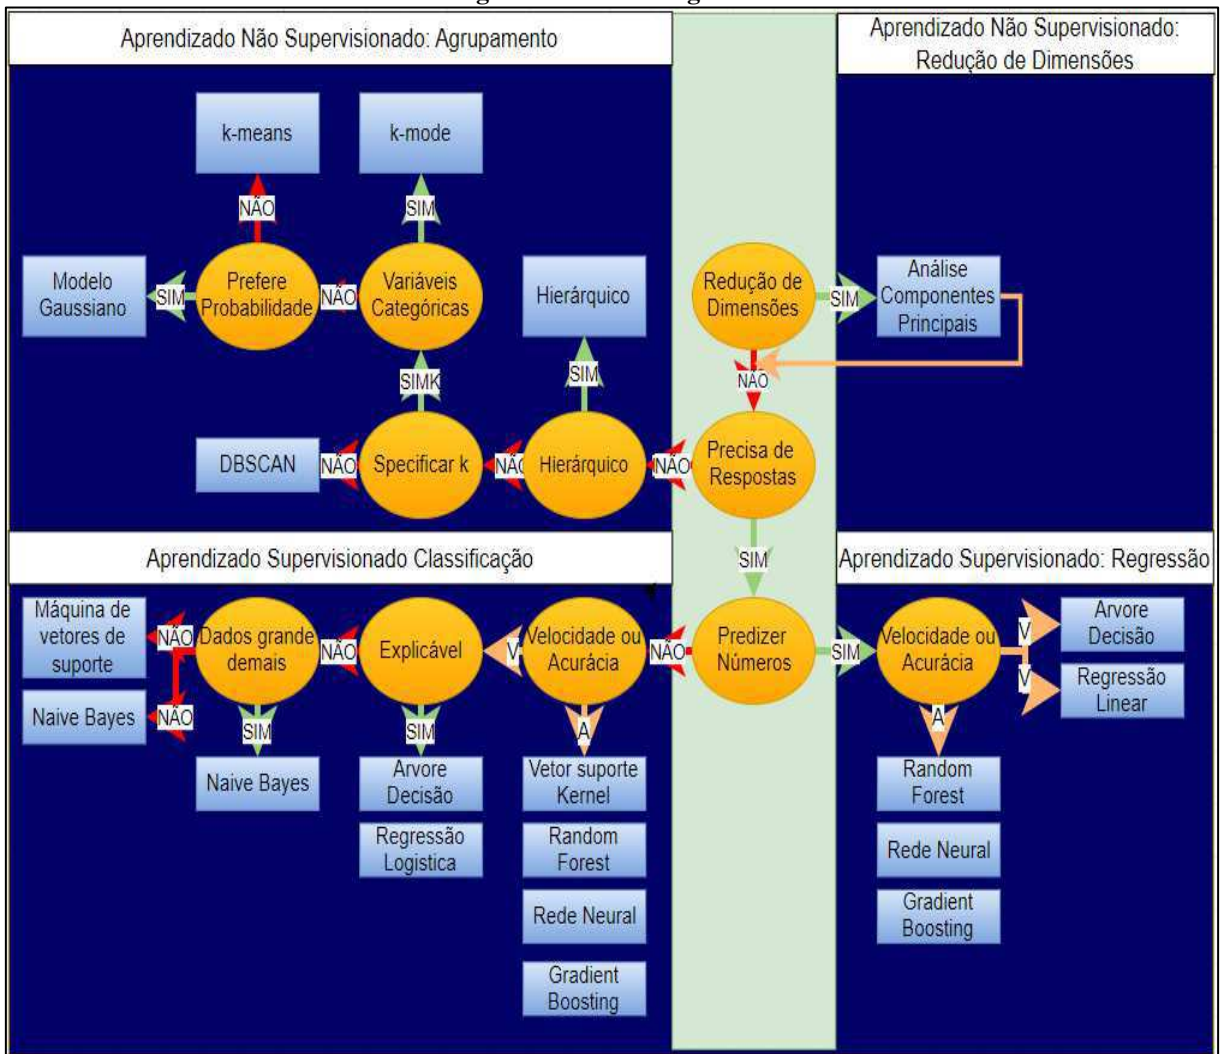 Aprendizado Não Supervisionado: Agrupamento
Aprendizado Não Supervisionado:
Redução de Dimensões
k-means
k-mode
NÃO
SIM
Modelo
Gaussiano
SIM
Prefere
Probabilidade
NÃO
Variáveis
Categóricas
Hierárquico
Redução de
Dimensões
SIM
Análise
Componentes
Principais
SIMK
SIM
NÃO
DBSCAN
NÃO
Specificar k
NÃO
Hierárquico
NÃO
Precisa de
Respostas
SIM
Aprendizado Supervisionado Classificação
Aprendizado Supervisionado: Regressão
Máquina de
vetores de
suporte
NÃO
Dados grande
demais
NÃO
Explicável
V
Velocidade ou
Acurácia
NÃO
Predizer
Números
SIM
Velocidade ou
Acurácia
V
Arvore
Decisão
V
Regressão
Linear
Naive Bayes
NÃO
SIM
SIM
A
A
Naive Bayes
Arvore
Decisão
Vetor suporte
Kernel
Random
Forest
Regressão
Logistica
Random
Forest
Rede Neural
Rede Neural
Gradient
Boosting
Gradient
Boosting